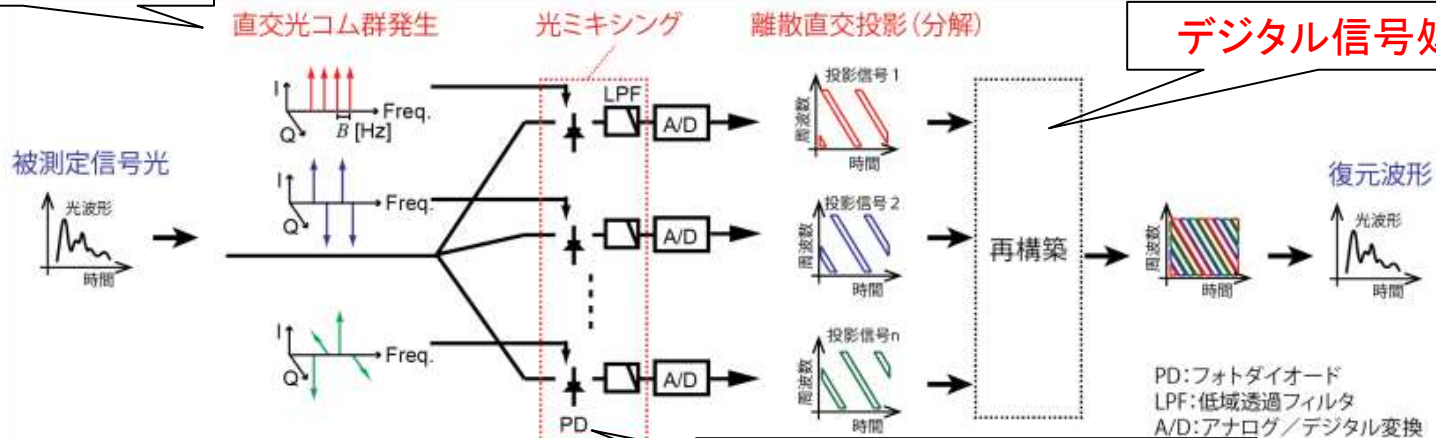 直交光コム群発生
光ミキシング
離散直交投影(分解)
デジタル信号処
I
Q
Freq.
B [Hz]
LPF
A/D
投影信号1
周波数
時間
被測定信号光
光波形
時間
I
Q
Freq.
A/D
投影信号2
周波数
時間
再構築
周波数
時間
復元波形
光波形
時間
I
Q
Freq.
A/D
投影信号n
周波数
時間
PD
PD:フォトダイオード
LPF:低域透過フィルタ
A/D:アナログ/デジタル変換